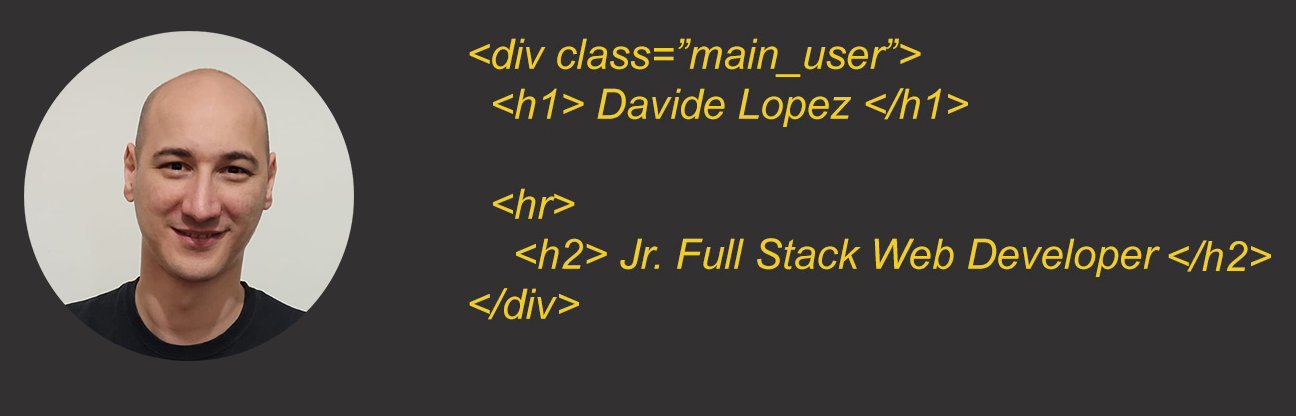 <div class=”main_user”>
<h1> Davide Lopez </h1>
<hr>
<h2> Jr. Full Stack Web Developer </h2>
</div>